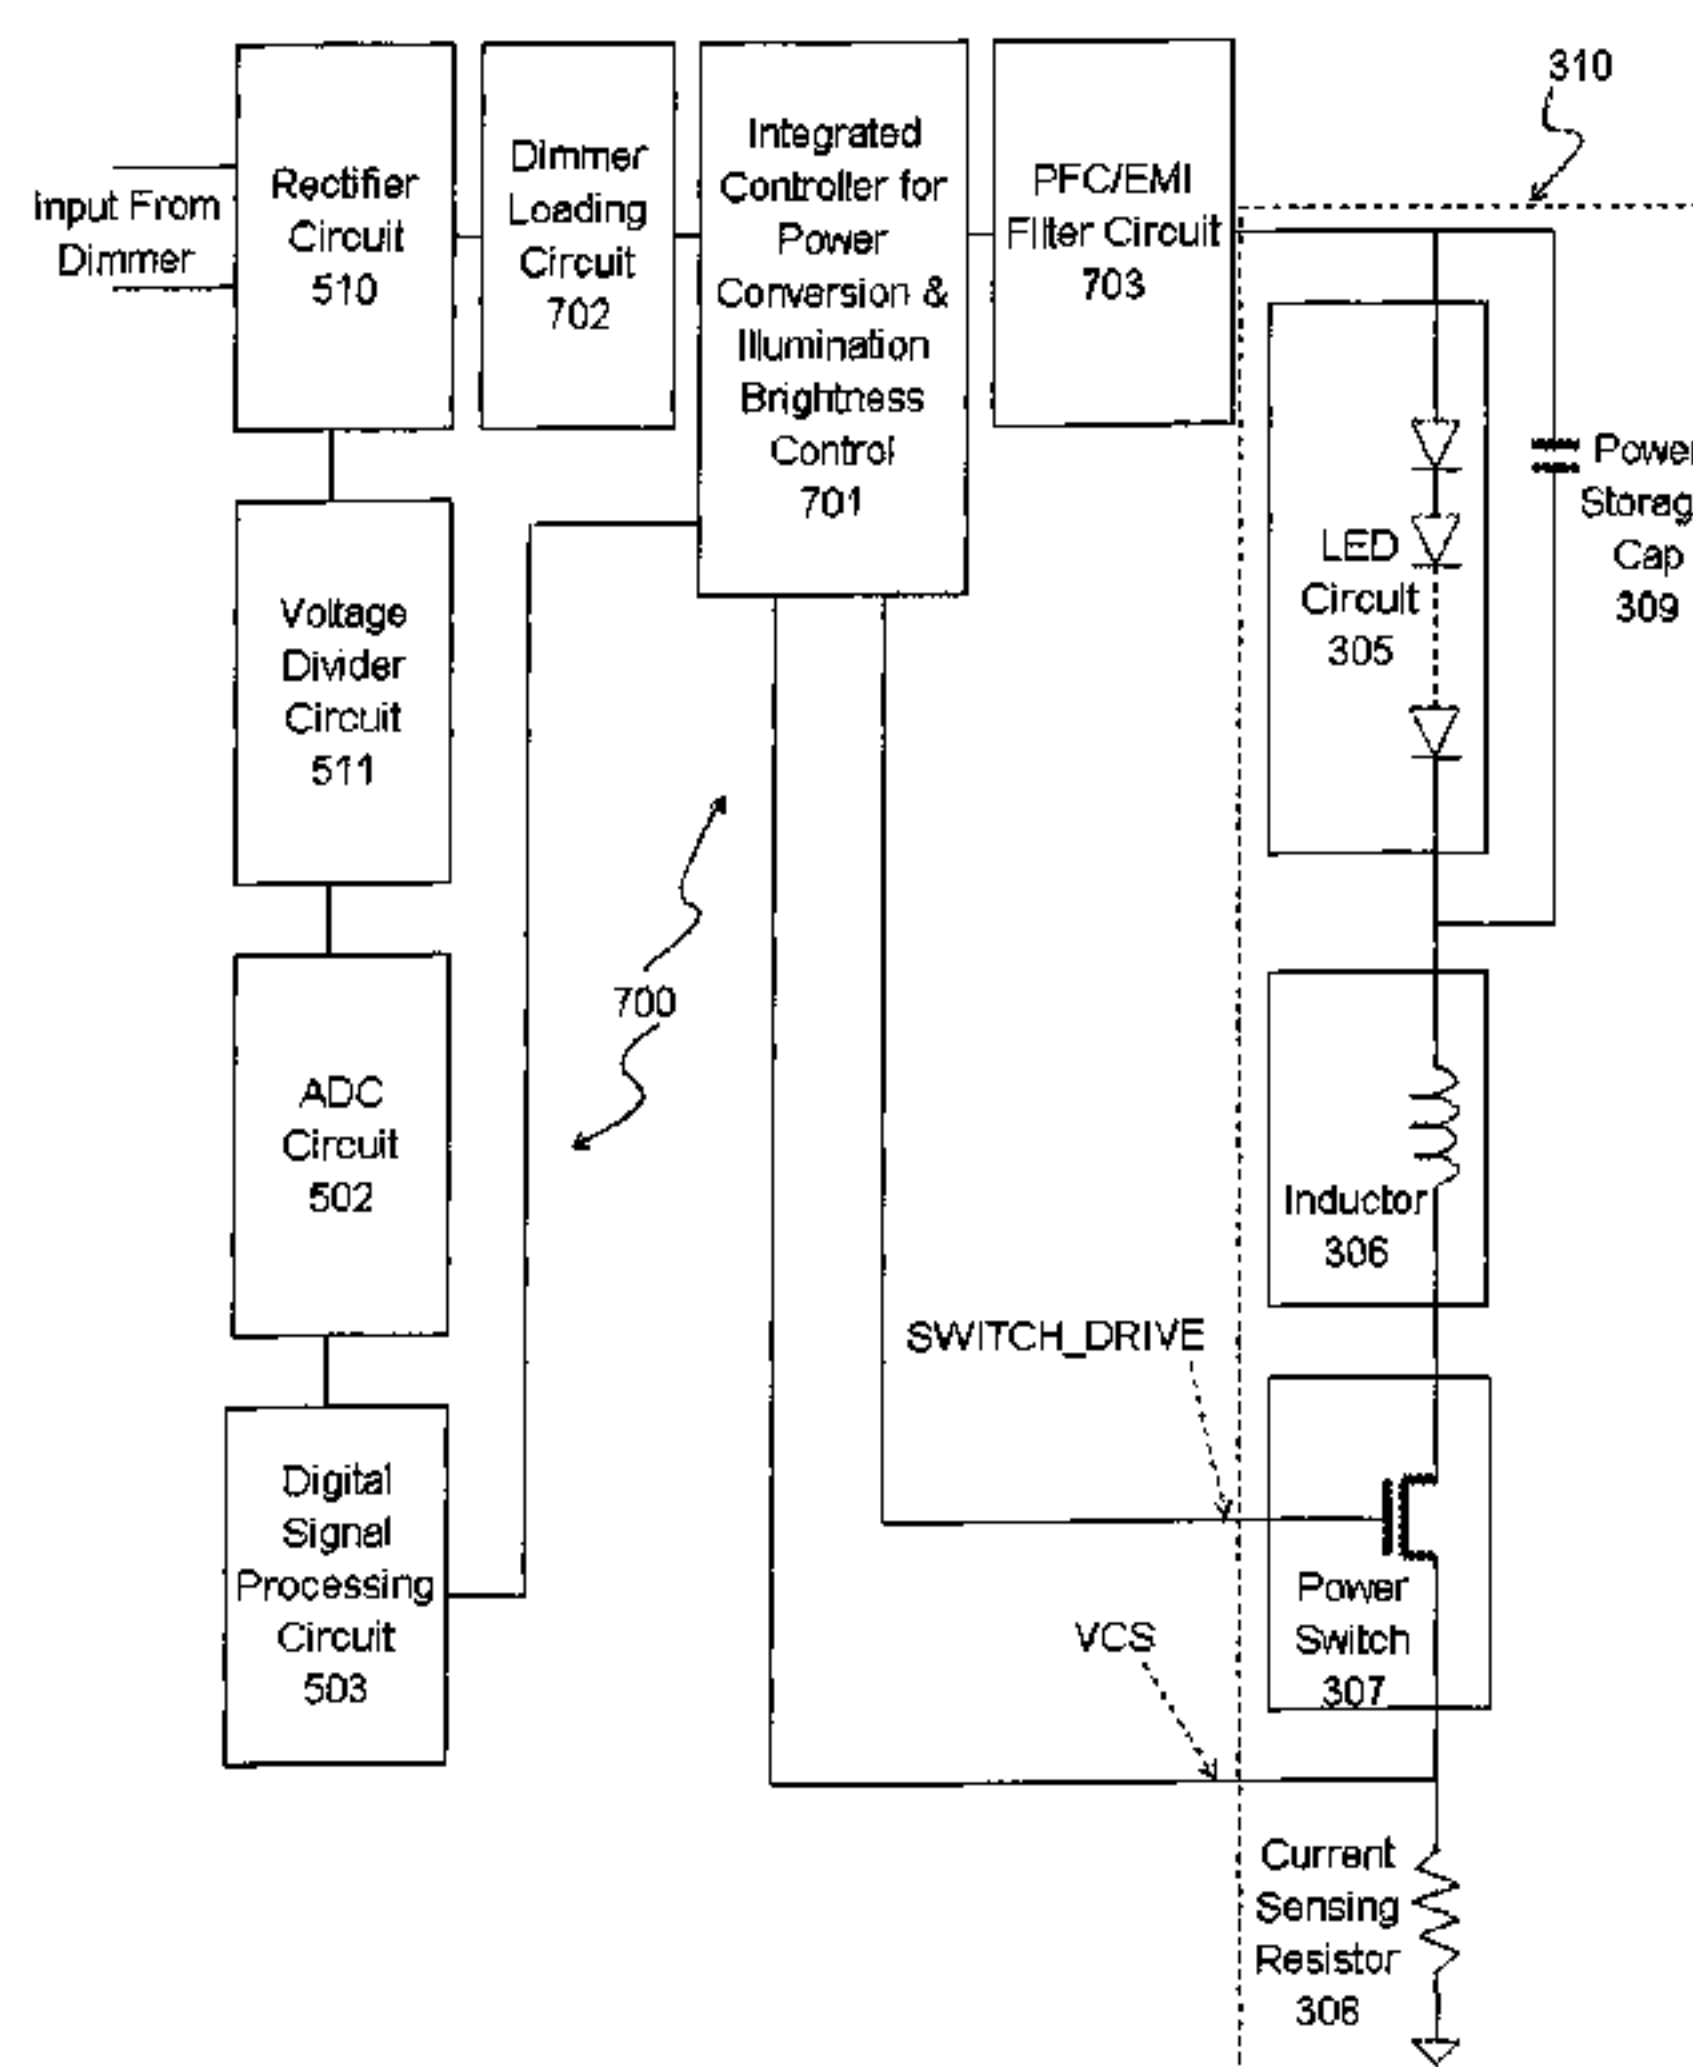 310
Input From
Dimmer
Rectifier
Circuit
510
Dimmer
Loading
Circuit
702
Integrated
Controller for
Power
Conversion &
Illumination
Brightness
Control
701
PFC/EMI
Filter Circuit
703
LED
Circuit
305
Power
Storag
Cap
309
Voltage
Divider
Circuit
511
700
ADC
Circuit
502
Inductor
306
SWITCH_DRIVE
Digital
Signal
Processing
Circuit
503
Power
Switch
307
VCS
Current
Sensing
Resistor
308